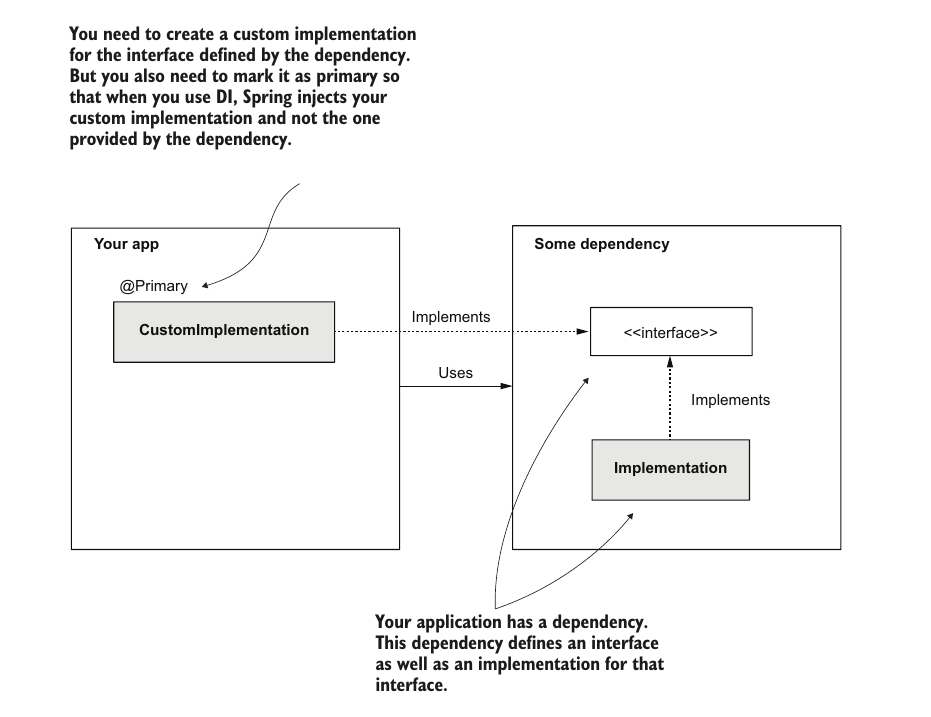 You need to create a custom implementation
for the interface defined by the dependency.
But you also need to mark it as primary so
that when you use DI, Spring injects your
custom implementation and not the one
provided by the dependency.
Your app
Some dependency
@Primary
CustomImplementation
Implements
<<interface>>
Uses
Implements
Implementation
Your application has a dependency.
This dependency defines an interface
as well as an implementation for that
interface.